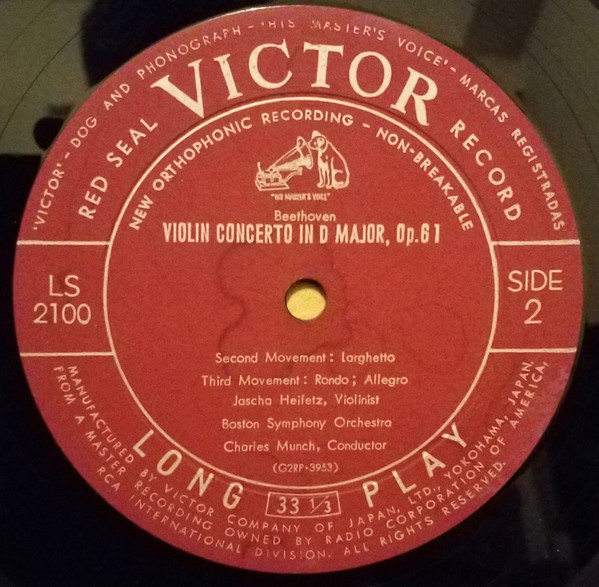 'VICTOR' - DOG AND PHONOGRAPH - 'HIS MASTER'S VOICE' - MARCAS REGISTRADAS
RED SEAL VICTOR RECORD
NEW ORTHOPHONIC RECORDING - NON-BREAKABLE
"HIS MASTER'S VOICE"
Beethoven
VIOLIN CONCERTO IN D MAJOR, Op.61
LS
2100
SIDE
2
Second Movement : Larghetto
Third Movement : Rondo ; Allegro
Jascha Heifetz, Violinist
Boston Symphony Orchestra
Charles Munch, Conductor
(G2RP-3953)
LONG 33 1/3 PLAY
MANUFACTURED BY VICTOR COMPANY OF JAPAN, LTD., YOKOHAMA, JAPAN,
FROM A MASTER RECORDING OWNED BY RADIO CORPORATION OF AMERICA,
RCA INTERNATIONAL DIVISION. ALL RIGHTS RESERVED.